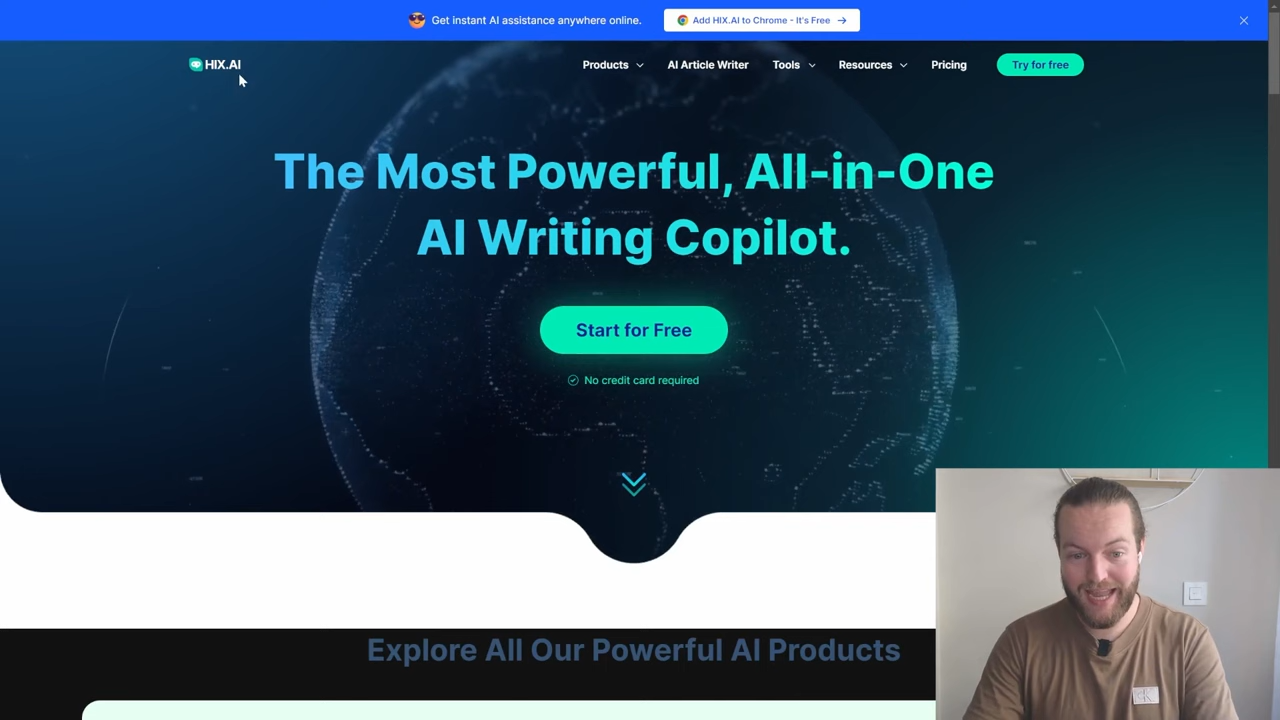 Get instant AI assistance anywhere online.
Add HIX.AI to Chrome - It's Free
HIX.AI
Products
AI Article Writer
Tools
Resources
Pricing
Try for free
The Most Powerful, All-in-One
AI Writing Copilot.
Start for Free
No credit card required
Explore All Our Powerful AI Products